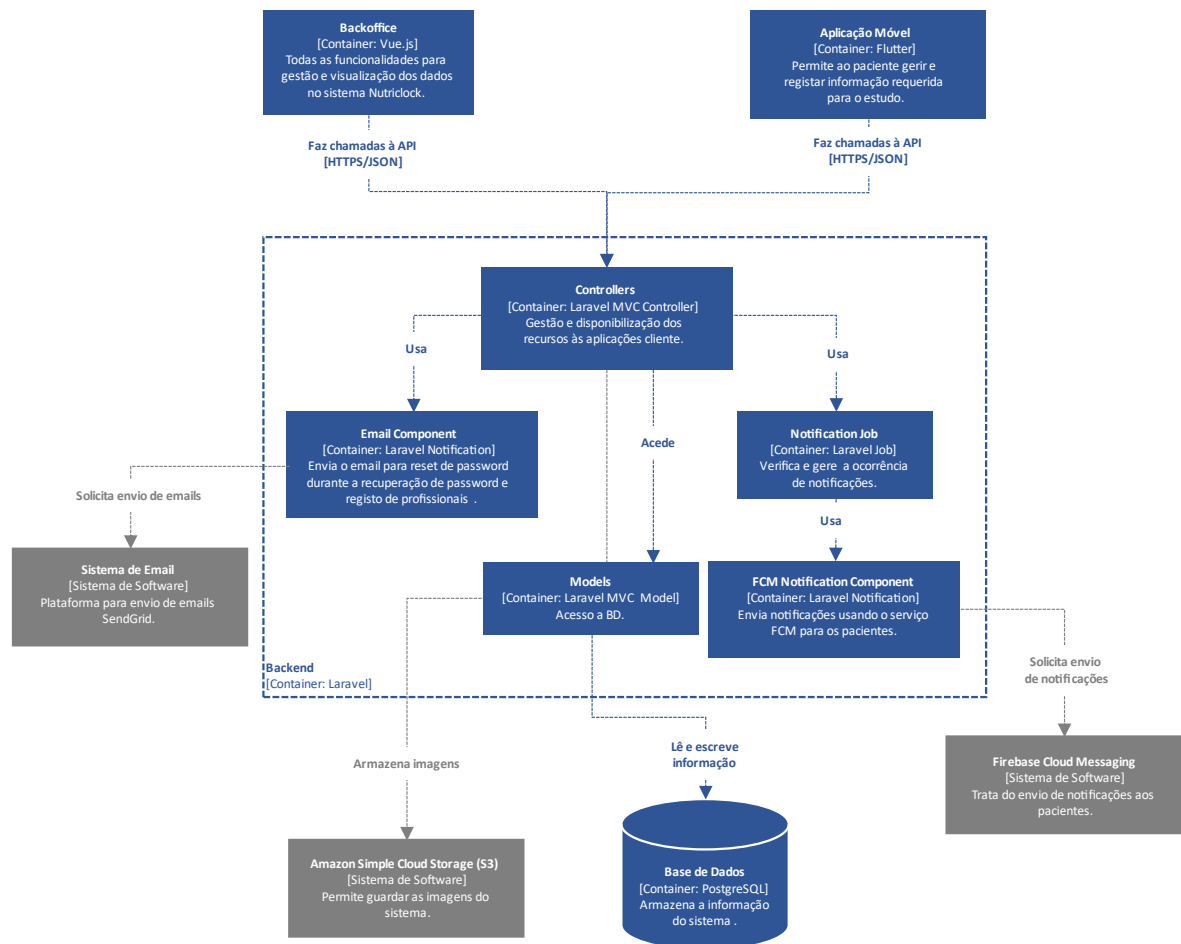 Backoffice
[Container: Vue.js]
Todas as funcionalidades para
gestão e visualização dos dados
no sistema Nutriclock.
Aplicação Móvel
[Container: Flutter]
Permite ao paciente gerir e
registar informação requerida
para o estudo.
Faz chamadas à API
[HTTPS/JSON]
Faz chamadas à API
[HTTPS/JSON]
Controllers
[Container: Laravel MVC Controller]
Gestão e disponibilização dos
recursos às aplicações cliente.
Usa
Usa
Email Component
[Container: Laravel Notification]
Envia o email para reset de password
durante a recuperação de password e
registo de profissionais .
Acede
Notification Job
[Container: Laravel Job]
Verifica e gere a ocorrência
de notificações.
Solicita envio de emails
Usa
Sistema de Email
[Sistema de Software]
Plataforma para envio de emails
SendGrid.
Models
[Container: Laravel MVC Model]
Acesso a BD.
FCM Notification Component
[Container: Laravel Notification]
Envia notificações usando o serviço
FCM para os pacientes.
Backend
[Container: Laravel]
Solicita envio
de notificações
Armazena imagens
Lê e escreve
informação
Firebase Cloud Messaging
[Sistema de Software]
Trata do envio de notificações aos
pacientes.
Amazon Simple Cloud Storage (S3)
[Sistema de Software]
Permite guardar as imagens do
sistema.
Base de Dados
[Container: PostgreSQL]
Armazena a informação
do sistema .